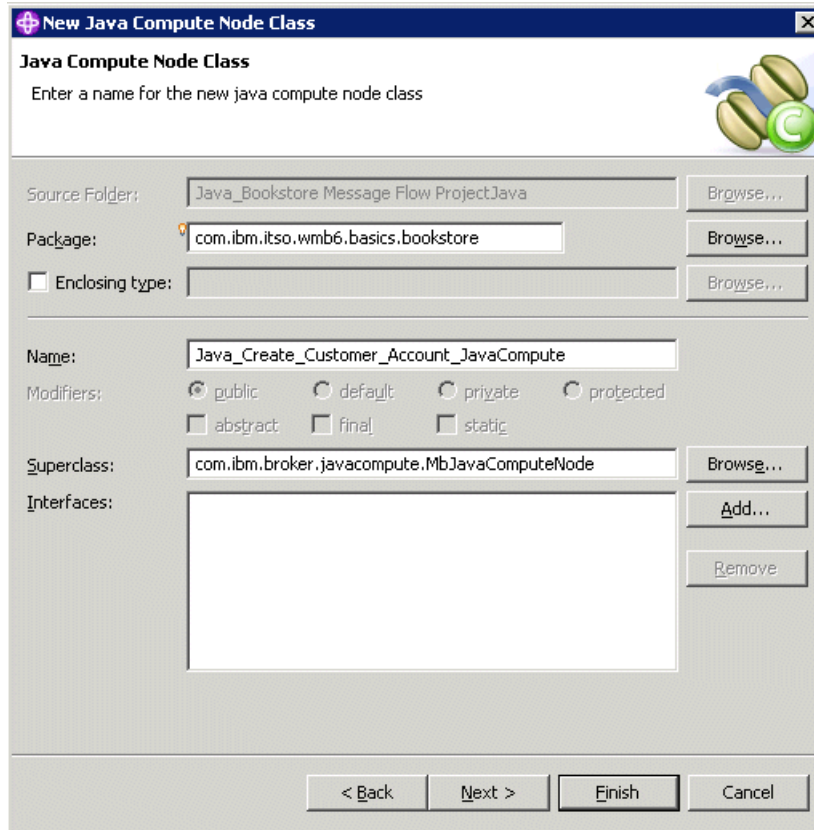 New Java Compute Node Class
Java Compute Node Class
Enter a name for the new java compute node class
C
Source Folder: Java_Bookstore Message Flow ProjectJava Browse...
Package: com.ibm.itso.wmb6.basics.bookstore Browse...
Enclosing type: Browse...
Name: Java_Create_Customer_Account_JavaCompute
Modifiers: public default private protected
abstract final static
Superclass: com.ibm.broker.javacompute.MbJavaComputeNode Browse...
Interfaces: Add...
Remove
< Back Next > Finish Cancel